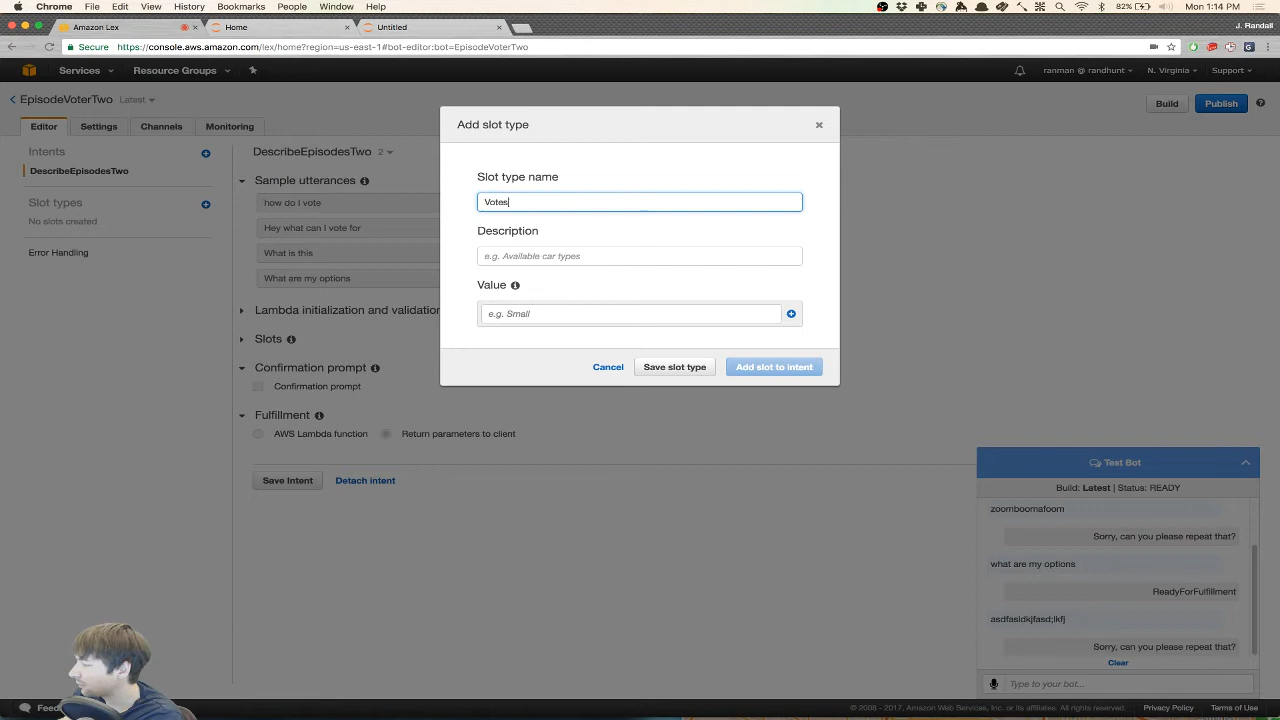 Chrome File Edit View History Bookmarks People Window Help 82% Mon 1:14 PM
Amazon Lex × Home × Untitled × J. Randall
Secure https://console.aws.amazon.com/lex/home?region=us-east-1#bot-editor:bot=EpisodeVoterTwo
Services Resource Groups ranman @ randhunt N. Virginia Support
EpisodeVoterTwo Latest Build Publish
Editor Settings Channels Monitoring
Intents
DescribeEpisodesTwo
Slot types
No slots created
Error Handling
DescribeEpisodesTwo 2
Sample utterances
how do I vote
Hey what can I vote for
What is this
What are my options
Lambda initialization and validation
Slots
Confirmation prompt
Confirmation prompt
Fulfillment
AWS Lambda function Return parameters to client
Save Intent Detach intent
Add slot type ×
Slot type name
Votes
Description
e.g. Available car types
Value
e.g. Small
Cancel Save slot type Add slot to intent
Test Bot
Build: Latest | Status: READY
zoomboomafoom
Sorry, can you please repeat that?
what are my options
ReadyForFulfillment
asdfasldkjfasd;lkfj
Sorry, can you please repeat that?
Clear
Type to your bot...
Feed © 2008 - 2017, Amazon Web Services, Inc. or its affiliates. All rights reserved. Privacy Policy Terms of Use